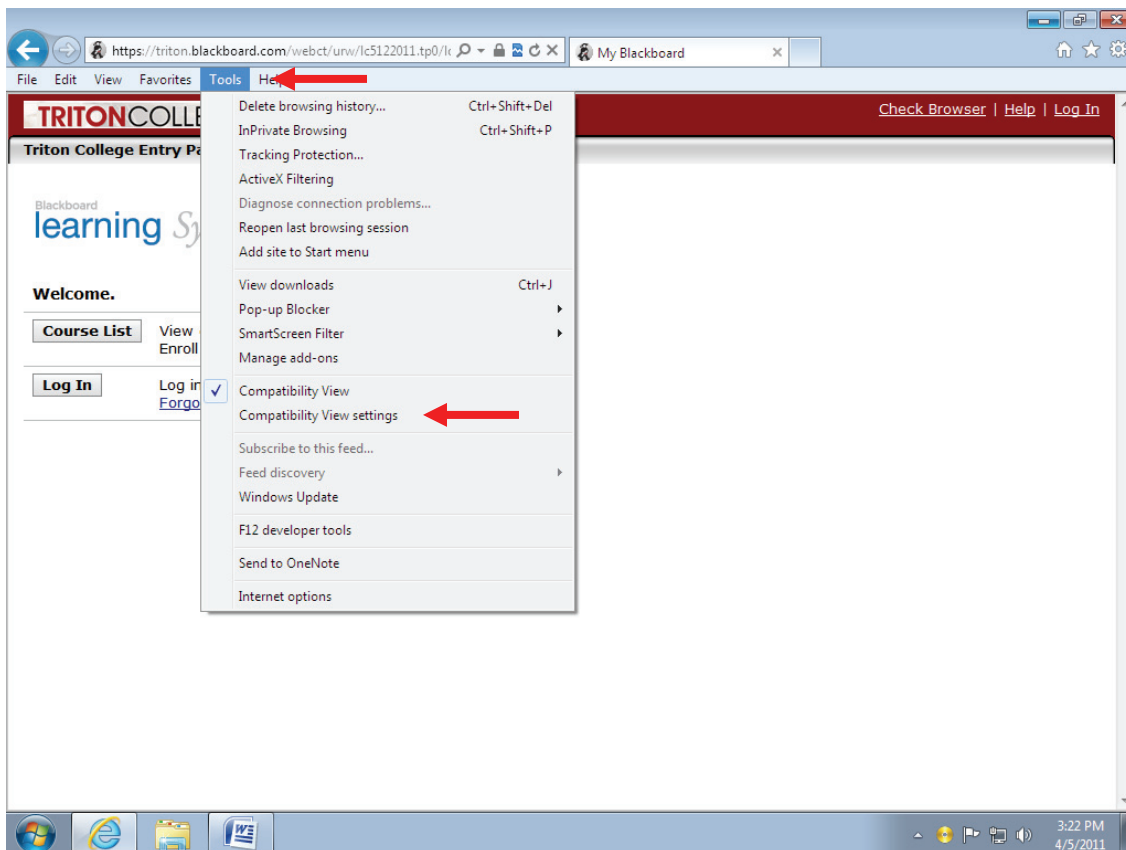 https://triton.blackboard.com/webct/urw/lc5122011.tp0/lc
My Blackboard
File Edit View Favorites Tools Help
TRITONCOLLE
Check Browser | Help | Log In
Triton College Entry Pa
Blackboard
learning Sy
Welcome.
Course List View
Enroll
Log In Log in
Forgo
Delete browsing history... Ctrl+Shift+Del
InPrivate Browsing Ctrl+Shift+P
Tracking Protection...
ActiveX Filtering
Diagnose connection problems...
Reopen last browsing session
Add site to Start menu
View downloads Ctrl+J
Pop-up Blocker
SmartScreen Filter
Manage add-ons
Compatibility View
Compatibility View settings
Subscribe to this feed...
Feed discovery
Windows Update
F12 developer tools
Send to OneNote
Internet options
3:22 PM
4/5/2011